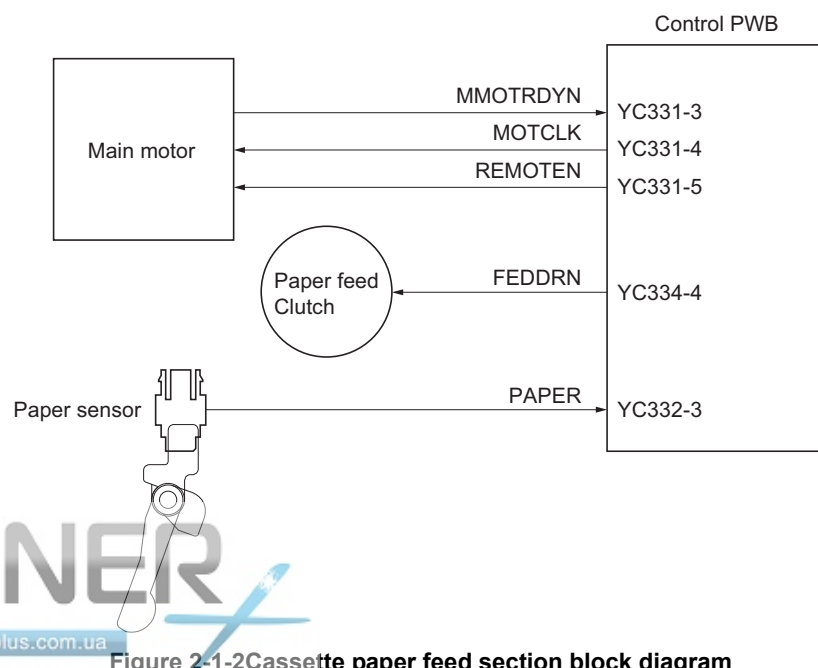 Control PWB
Main motor
MMOTRDYN
YC331-3
MOTCLK
YC331-4
REMOTEN
YC331-5
Paper feed
Clutch
FEDDRN
YC334-4
Paper sensor
PAPER
YC332-3
NER
lus.com.ua
Figure 2-1-2Cassette paper feed section block diagram